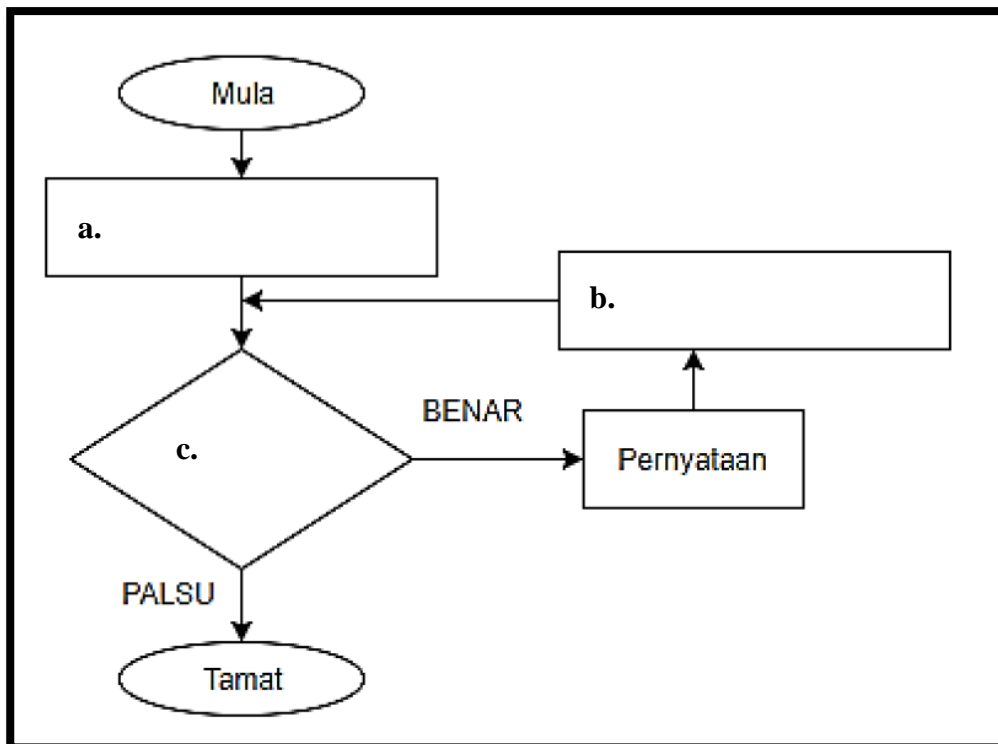 Mula
a.
b.
BENAR
c.
Pernyataan
PALSU
Tamat